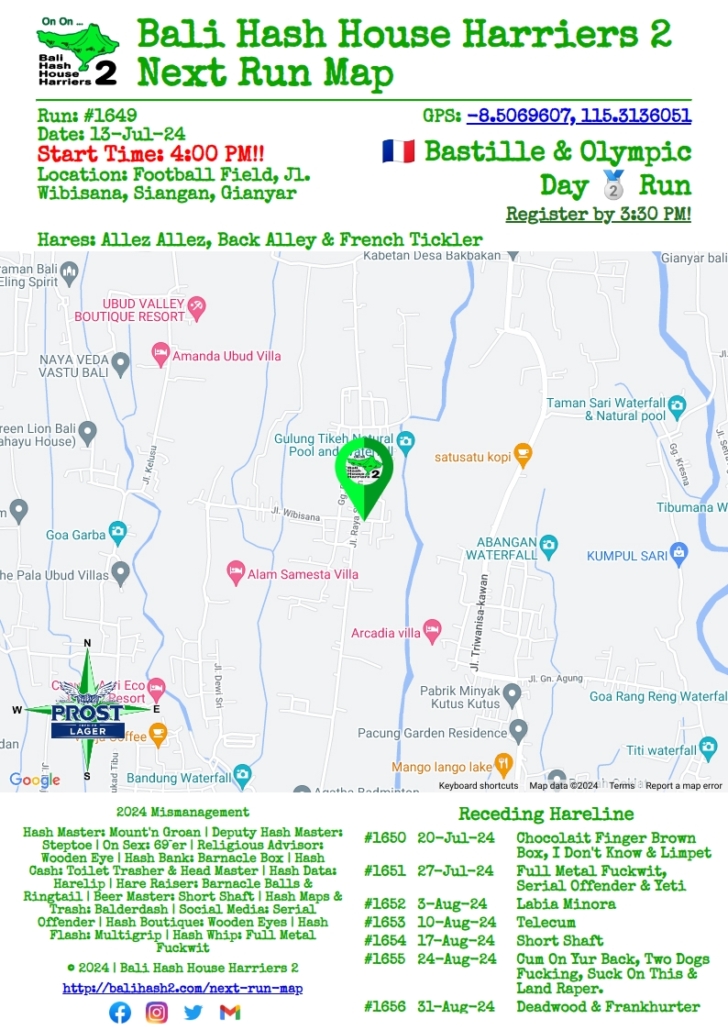 On On ...
Bali
Hash
House
Harriers 2
Bali Hash House Harriers 2
Next Run Map
Run: #1649
Date: 13-Jul-24
Start Time: 4:00 PM!!
Location: Football Field, Jl.
Wibisana, Siangan, Gianyar
GPS: -8.5069607, 115.3136051
Bastille & Olympic
Day 2 Run
Register by 3:30 PM!
Hares: Allez Allez, Back Alley & French Tickler
Kabetan Desa Bakbakan
Gianyar bali
raman Bali
Eling Spirit
UBUD VALLEY
BOUTIQUE RESORT
Amanda Ubud Villa
NAYA VEDA
VASTU BALI
Taman Sari Waterfall
& Natural pool
reen Lion Bali
ahayu House)
Gulung Tikeh Natural
Pool and
satusatu kopi
Jl. Kelusu
Gg. Kresna
Bali
Hash
House
Harriers 2
Jl. Wibisana
Jl. Raya
Tibumana W
Goa Garba
ABANGAN
WATERFALL
KUMPUL SARI
he Pala Ubud Villas
Alam Samesta Villa
Jl. Triwanisa-kawan
Arcadia villa
N
W
E
S
PROST
LAGER
Eco
Resort
Jl. Dewi Sri
Jl. Gn. Agung
Pabrik Minyak
Kutus Kutus
Goa Rang Reng Waterfal
Pacung Garden Residence
Coffee
dan
Titi waterfall
Mango lango lake
Bandung Waterfall
Google
Keyboard shortcuts
Map data ©2024
Terms
Report a map error
2024 Mismanagement
Hash Master: Mount'n Groan | Deputy Hash Master:
Steptoe | On Sex: 69'er | Religious Advisor:
Wooden Eye | Hash Bank: Barnacle Box | Hash
Cash: Toilet Trasher & Head Master | Hash Data:
Harelip | Hare Raiser: Barnacle Balls &
Ringtail | Beer Master: Short Shaft | Hash Maps &
Trash: Balderdash | Social Media: Serial
Offender | Hash Boutique: Wooden Eyes | Hash
Flash: Multigrip | Hash Whip: Full Metal
Fuckwit
© 2024 | Bali Hash House Harriers 2
http://balihash2.com/next-run-map
Receding Hareline
#1650 20-Jul-24 Chocolait Finger Brown
Box, I Don't Know & Limpet
#1651 27-Jul-24 Full Metal Fuckwit,
Serial Offender & Yeti
#1652 3-Aug-24 Labia Minora
#1653 10-Aug-24 Telecum
#1654 17-Aug-24 Short Shaft
#1655 24-Aug-24 Cum On Yur Back, Two Dogs
Fucking, Suck On This &
Land Raper.
#1656 31-Aug-24 Deadwood & Frankhurter